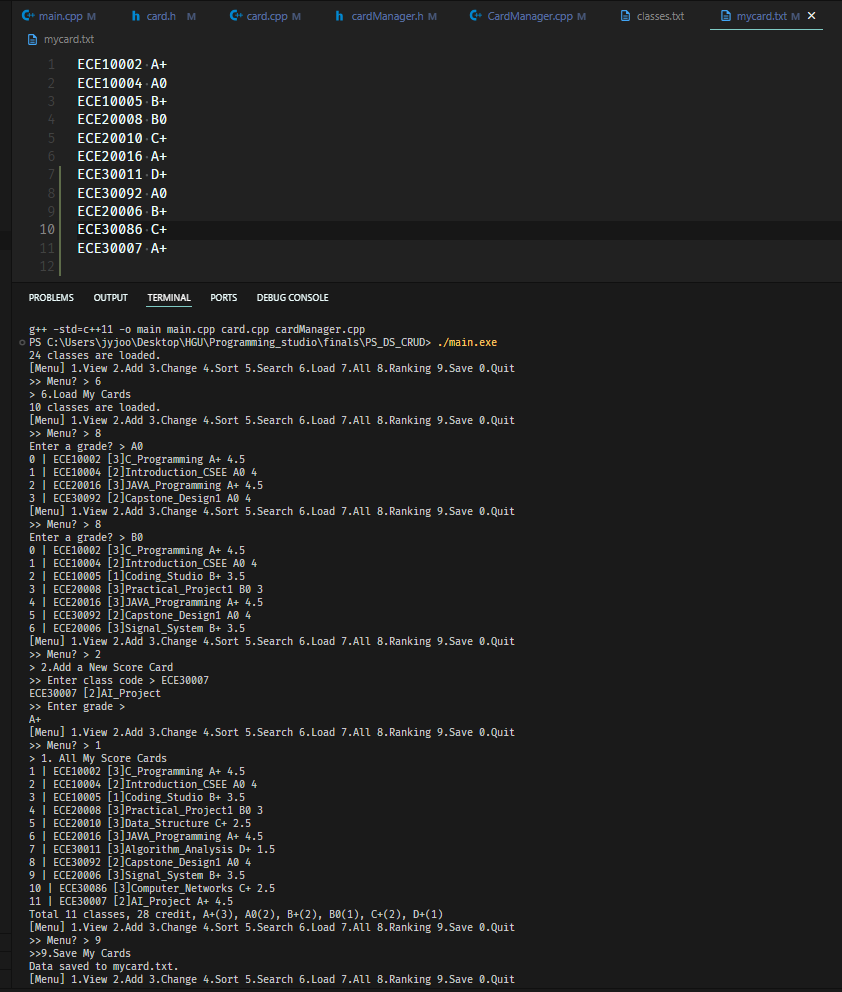 main.cpp M card.h M card.cpp M cardManager.h M CardManager.cpp M classes.txt mycard.txt M
mycard.txt
1 ECE10002 A+
2 ECE10004 A0
3 ECE10005 B+
4 ECE20008 B0
5 ECE20010 C+
6 ECE20016 A+
7 ECE30011 D+
8 ECE30092 A0
9 ECE20006 B+
10 ECE30086 C+
11 ECE30007 A+
12
PROBLEMS OUTPUT TERMINAL PORTS DEBUG CONSOLE
g++ -std=c++11 -o main main.cpp card.cpp cardManager.cpp
PS C:\Users\jyjoo\Desktop\HGU\Programming_studio\finals\PS_DS_CRUD> ./main.exe
24 classes are loaded.
[Menu] 1.View 2.Add 3.Change 4.Sort 5.Search 6.Load 7.All 8.Ranking 9.Save 0.Quit
>> Menu? > 6
> 6.Load My Cards
10 classes are loaded.
[Menu] 1.View 2.Add 3.Change 4.Sort 5.Search 6.Load 7.All 8.Ranking 9.Save 0.Quit
>> Menu? > 8
Enter a grade? > A0
0 | ECE10002 [3]C_Programming A+ 4.5
1 | ECE10004 [2]Introduction_CSEE A0 4
2 | ECE20016 [3]JAVA_Programming A+ 4.5
3 | ECE30092 [2]Capstone_Design1 A0 4
[Menu] 1.View 2.Add 3.Change 4.Sort 5.Search 6.Load 7.All 8.Ranking 9.Save 0.Quit
>> Menu? > 8
Enter a grade? > B0
0 | ECE10002 [3]C_Programming A+ 4.5
1 | ECE10004 [2]Introduction_CSEE A0 4
2 | ECE10005 [1]Coding_Studio B+ 3.5
3 | ECE20008 [3]Practical_Project1 B0 3
4 | ECE20016 [3]JAVA_Programming A+ 4.5
5 | ECE30092 [2]Capstone_Design1 A0 4
6 | ECE20006 [3]Signal_System B+ 3.5
[Menu] 1.View 2.Add 3.Change 4.Sort 5.Search 6.Load 7.All 8.Ranking 9.Save 0.Quit
>> Menu? > 2
> 2.Add a New Score Card
>> Enter class code > ECE30007
ECE30007 [2]AI_Project
>> Enter grade >
A+
[Menu] 1.View 2.Add 3.Change 4.Sort 5.Search 6.Load 7.All 8.Ranking 9.Save 0.Quit
>> Menu? > 1
> 1. All My Score Cards
1 | ECE10002 [3]C_Programming A+ 4.5
2 | ECE10004 [2]Introduction_CSEE A0 4
3 | ECE10005 [1]Coding_Studio B+ 3.5
4 | ECE20008 [3]Practical_Project1 B0 3
5 | ECE20010 [3]Data_Structure C+ 2.5
6 | ECE20016 [3]JAVA_Programming A+ 4.5
7 | ECE30011 [3]Algorithm_Analysis D+ 1.5
8 | ECE30092 [2]Capstone_Design1 A0 4
9 | ECE20006 [3]Signal_System B+ 3.5
10 | ECE30086 [3]Computer_Networks C+ 2.5
11 | ECE30007 [2]AI_Project A+ 4.5
Total 11 classes, 28 credit, A+(3), A0(2), B+(2), B0(1), C+(2), D+(1)
[Menu] 1.View 2.Add 3.Change 4.Sort 5.Search 6.Load 7.All 8.Ranking 9.Save 0.Quit
>> Menu? > 9
>>9.Save My Cards
Data saved to mycard.txt.
[Menu] 1.View 2.Add 3.Change 4.Sort 5.Search 6.Load 7.All 8.Ranking 9.Save 0.Quit